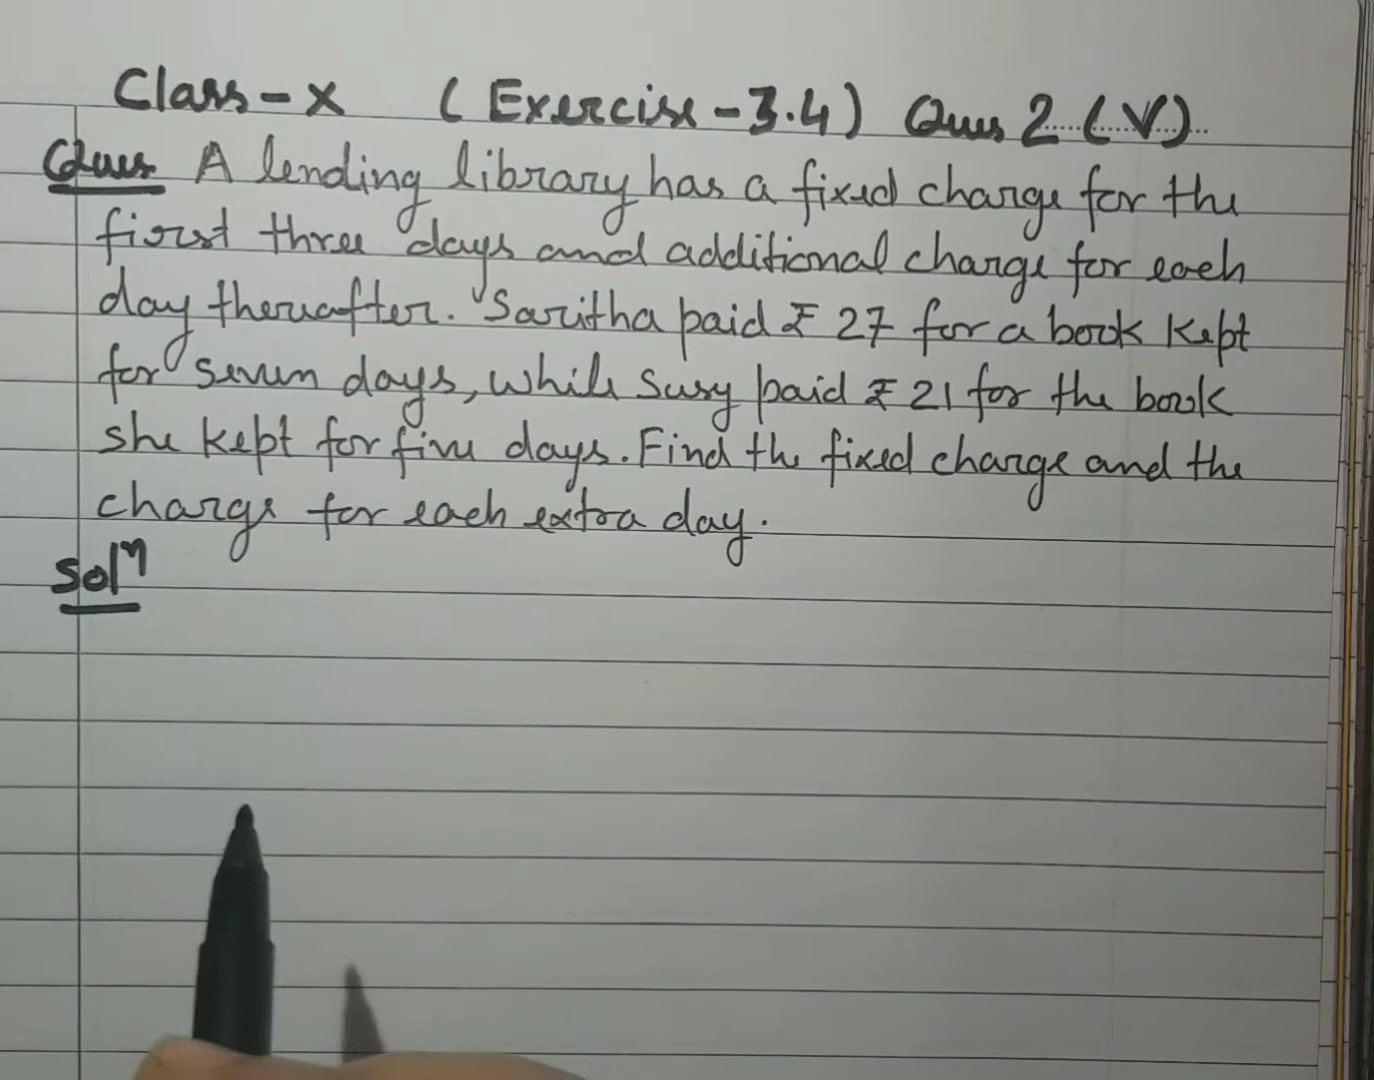 Class-X (Exercise-3.4) Ques 2 (V)
Ques A lending library has a fixed charge for the
first three days and additional charge for each
day thereafter. Saritha paid ₹ 27 for a book kept
for seven days, while Susy paid ₹ 21 for the book
she kept for five days. Find the fixed charge and the
charge for each extra day.
Solⁿ